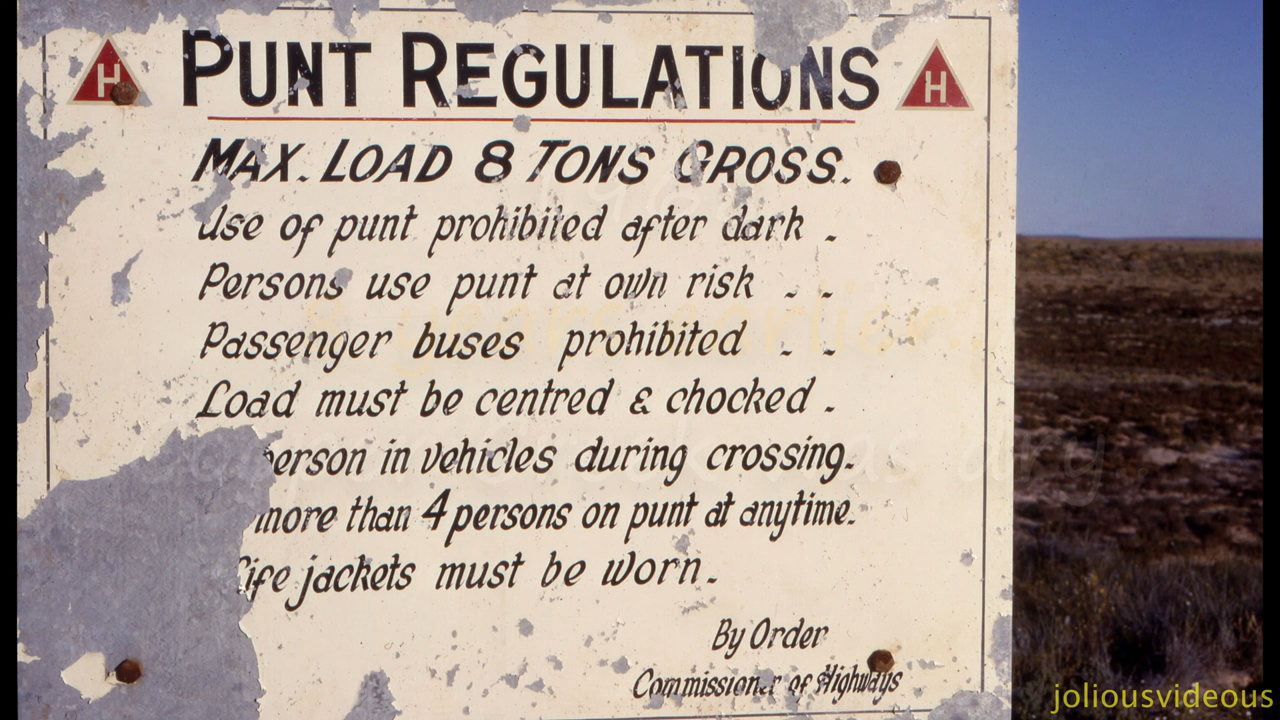 H PUNT REGULATIONS H
MAX. LOAD 8 TONS GROSS.
Use of punt prohibited after dark .
Persons use punt at own risk . .
Passenger buses prohibited . .
Load must be centred & chocked .
person in vehicles during crossing.
more than 4 persons on punt at anytime.
Life jackets must be worn.
By Order
Commissioner of Highways
joliousvideous